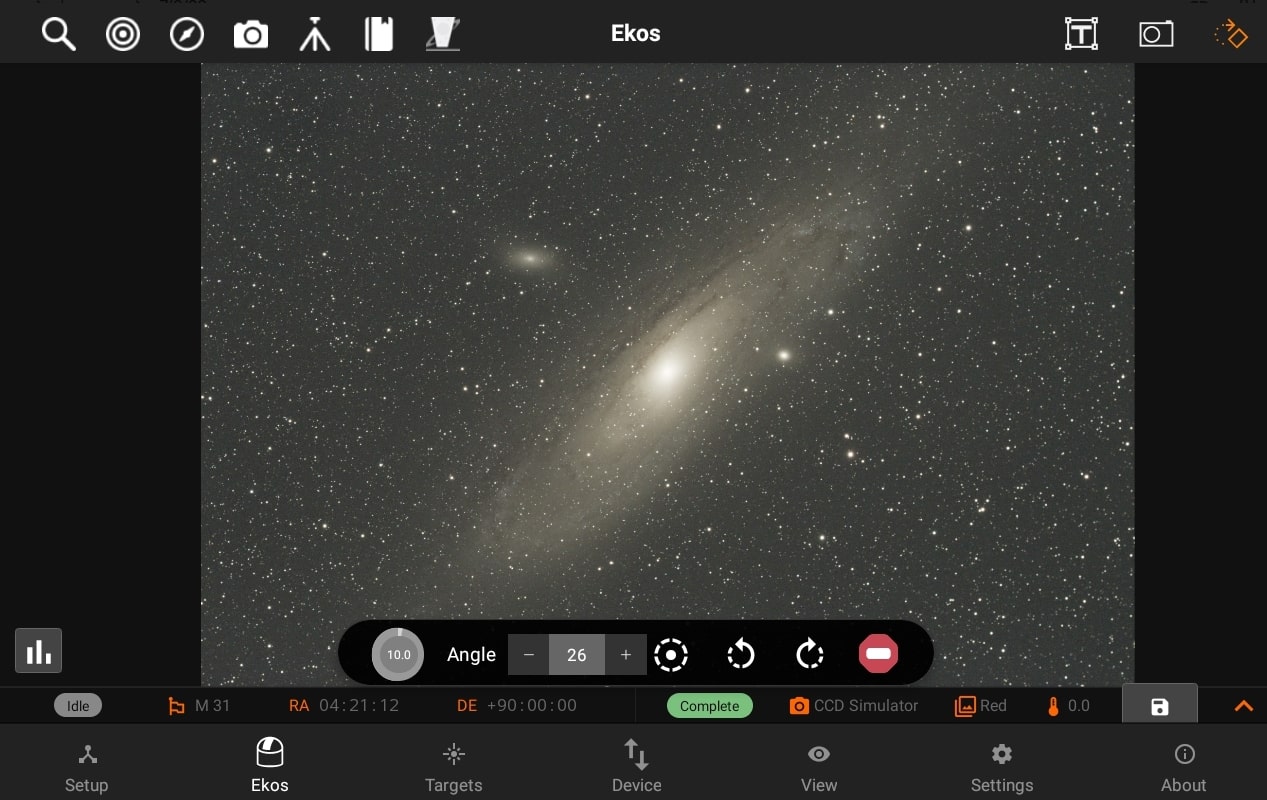 Ekos
T
10.0 Angle − 26 +
Idle M 31 RA 04:21:12 DE +90:00:00 Complete CCD Simulator Red 0.0
Setup Ekos Targets Device View Settings About